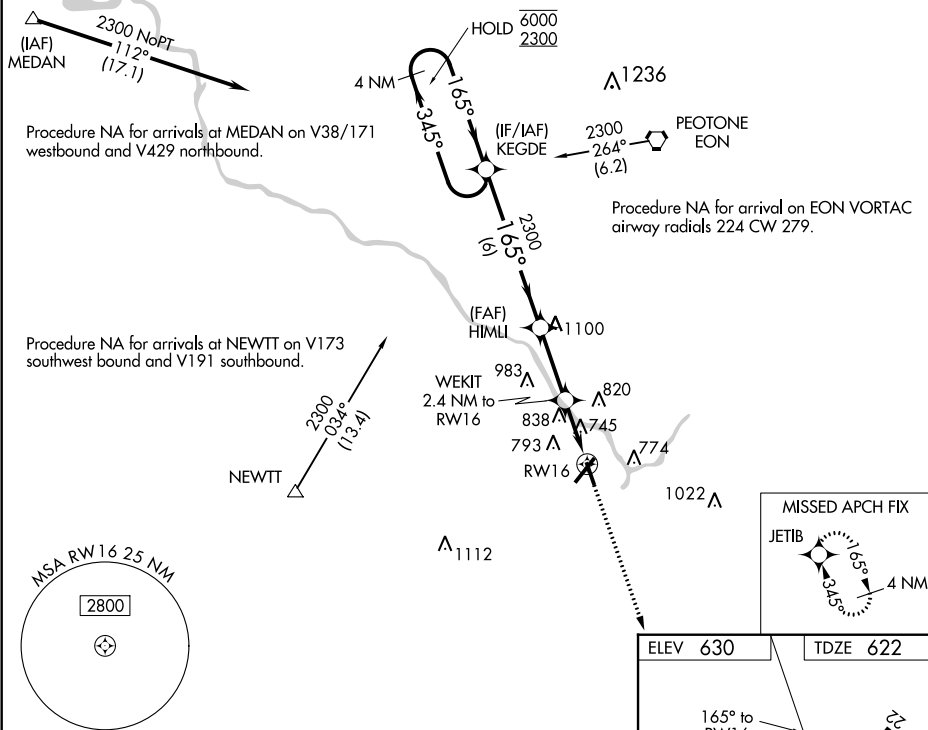 (IAF)
MEDAN
2300 NoPT
112°
(17.1)
HOLD 6000
2300
4 NM
165°
345°
1236
(IF/IAF)
KEGDE
2300
264°
(6.2)
PEOTONE
EON
Procedure NA for arrivals at MEDAN on V38/171
westbound and V429 northbound.
Procedure NA for arrival on EON VORTAC
airway radials 224 CW 279.
2300
165°
(6)
(FAF)
HIMLI
1100
Procedure NA for arrivals at NEWTT on V173
southwest bound and V191 southbound.
983
WEKIT
2.4 NM to
RW16
820
838
745
793
774
RW16
2300
034°
(13.4)
NEWTT
1022
1112
MISSED APCH FIX
JETIB
165°
345°
4 NM
MSA RW16 25 NM
2800
ELEV 630
TDZE 622
165° to
22